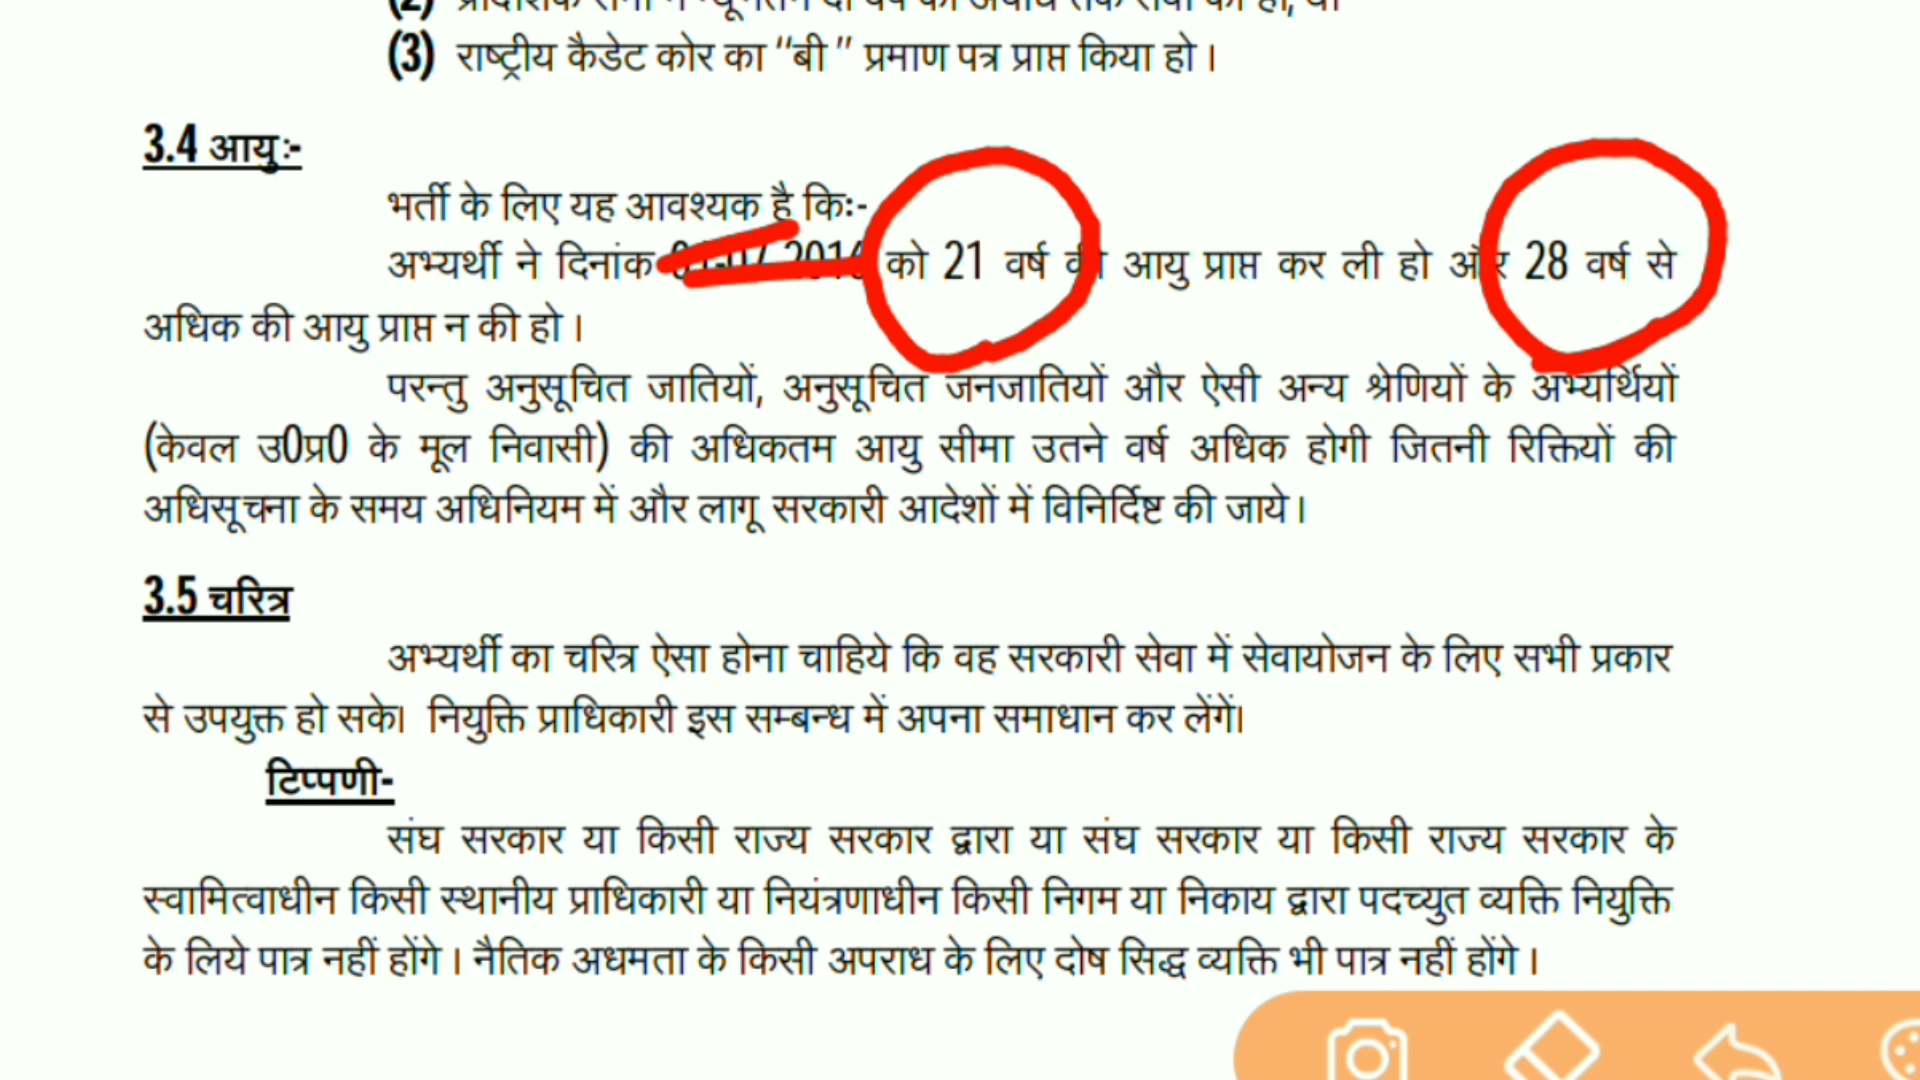 (3) राष्ट्रीय कैडेट कोर का "बी" प्रमाण पत्र प्राप्त किया हो।
3.4 आयुः-
भर्ती के लिए यह आवश्यक है किः-
अभ्यर्थी ने दिनांक को 21 वर्ष की आयु प्राप्त कर ली हो और 28 वर्ष से
अधिक की आयु प्राप्त न की हो।
परन्तु अनुसूचित जातियों, अनुसूचित जनजातियों और ऐसी अन्य श्रेणियों के अभ्यर्थियों
(केवल उ0प्र0 के मूल निवासी) की अधिकतम आयु सीमा उतने वर्ष अधिक होगी जितनी रिक्तियों की
अधिसूचना के समय अधिनियम में और लागू सरकारी आदेशों में विनिर्दिष्ट की जाये।
3.5 चरित्र
अभ्यर्थी का चरित्र ऐसा होना चाहिये कि वह सरकारी सेवा में सेवायोजन के लिए सभी प्रकार
से उपयुक्त हो सके। नियुक्ति प्राधिकारी इस सम्बन्ध में अपना समाधान कर लेंगें।
टिप्पणी-
संघ सरकार या किसी राज्य सरकार द्वारा या संघ सरकार या किसी राज्य सरकार के
स्वामित्वाधीन किसी स्थानीय प्राधिकारी या नियंत्रणाधीन किसी निगम या निकाय द्वारा पदच्युत व्यक्ति नियुक्ति
के लिये पात्र नहीं होंगे। नैतिक अधमता के किसी अपराध के लिए दोष सिद्ध व्यक्ति भी पात्र नहीं होंगे।